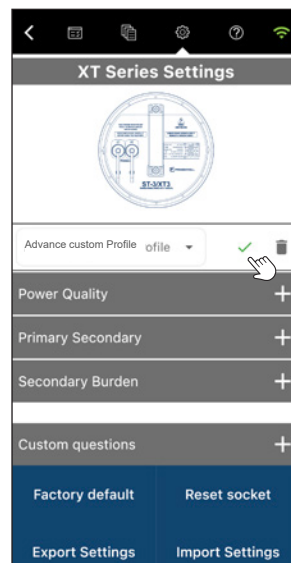 XT Series Settings
ST-3/XT3
Advance custom Profile ofile
Power Quality
Primary Secondary
Secondary Burden
Custom questions
Factory default Reset socket
Export Settings Import Settings